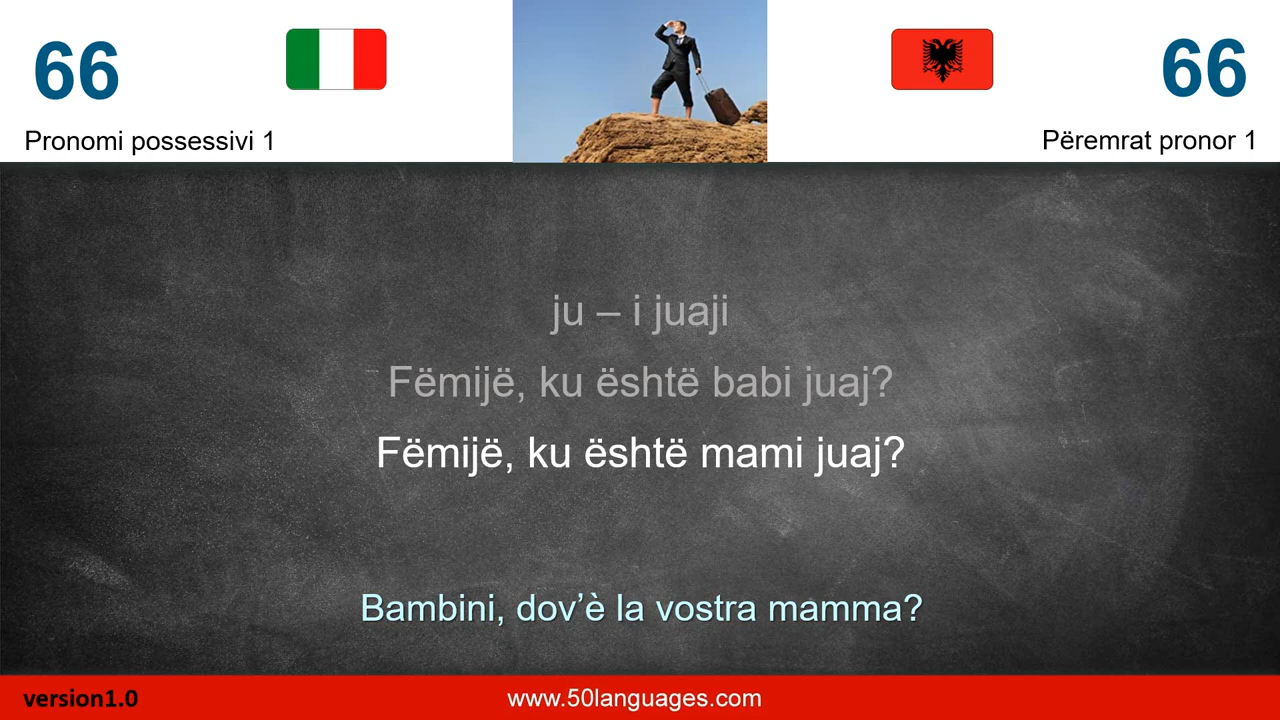 66
66
Pronomi possessivi 1
Përemrat pronor 1
ju – i juaji
Fëmijë, ku është babi juaj?
Fëmijë, ku është mami juaj?
Bambini, dov’è la vostra mamma?
version1.0
www.50languages.com